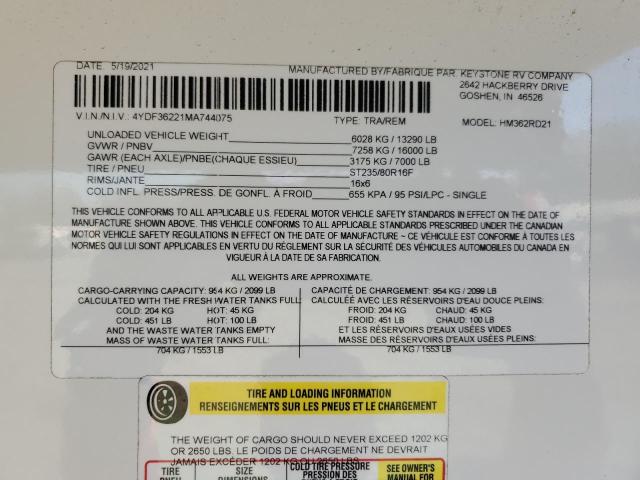 DATE. 5/19/2021
MANUFACTURED BY/FABRIQUE PAR. KEYSTONE RV COMPANY
2642 HACKBERRY DRIVE
GOSHEN, IN 46526
V.I.N./N.I.V.: 4YDF36221MA744075 TYPE: TRA/REM MODEL: HM362RD21
UNLOADED VEHICLE WEIGHT 6028 KG / 13290 LB
GVWR / PNBV 7258 KG / 16000 LB
GAWR (EACH AXLE)/PNBE(CHAQUE ESSIEU) 3175 KG / 7000 LB
TIRE / PNEU ST235/80R16F
RIMS/JANTE 16x6
COLD INFL. PRESS/PRESS. DE GONFL. À FROID 655 KPA / 95 PSI/LPC - SINGLE
THIS VEHICLE CONFORMS TO ALL APPLICABLE U.S. FEDERAL MOTOR VEHICLE SAFETY STANDARDS IN EFFECT ON THE DATE OF
MANUFACTURE SHOWN ABOVE. THIS VEHICLE CONFORMS TO ALL APPLICABLE STANDARDS PRESCRIBED UNDER THE CANADIAN
MOTOR VEHICLE SAFETY REGULATIONS IN EFFECT ON THE DATE OF MANUFACTURE ~ CE VÉHICULE EST CONFORME À TOUTES LES
NORMES QUI LUI SONT APPLICABLES EN VERTU DU RÈGLEMENT SUR LA SÉCURITÉ DES VÉHICULES AUTOMOBILES DU CANADA EN
VIGUEUR À LA DATE DE SA FABRICATION.
ALL WEIGHTS ARE APPROXIMATE.
CARGO-CARRYING CAPACITY: 954 KG / 2099 LB
CALCULATED WITH THE FRESH WATER TANKS FULL:
COLD: 204 KG HOT: 45 KG
COLD: 451 LB HOT: 100 LB
AND THE WASTE WATER TANKS EMPTY
MASS OF WASTE WATER TANKS FULL:
704 KG / 1553 LB
CAPACITÉ DE CHARGEMENT: 954 KG / 2099 LB
CALCULÉE AVEC LES RÉSERVOIRS D'EAU DOUCE PLEINS:
FROID: 204 KG CHAUD: 45 KG
FROID: 451 LB CHAUD: 100 LB
ET LES RÉSERVOIRS D'EAUX USÉES VIDES
MASSE DES RÉSERVOIRS D'EAUX USÉES PLEINS:
704 KG / 1553 LB
TIRE AND LOADING INFORMATION
RENSEIGNEMENTS SUR LES PNEUS ET LE CHARGEMENT
THE WEIGHT OF CARGO SHOULD NEVER EXCEED 1202 KG
OR 2650 LBS. LE POIDS DE CHARGEMENT NE DEVRAIT
JAMAIS EXCÉDER 1202 KG OU 2650 LBS
TIRE SIZE COLD TIRE PRESSURE SEE OWNER'S
PNEU DIMENSIONS PRESSION DES MANUAL FOR